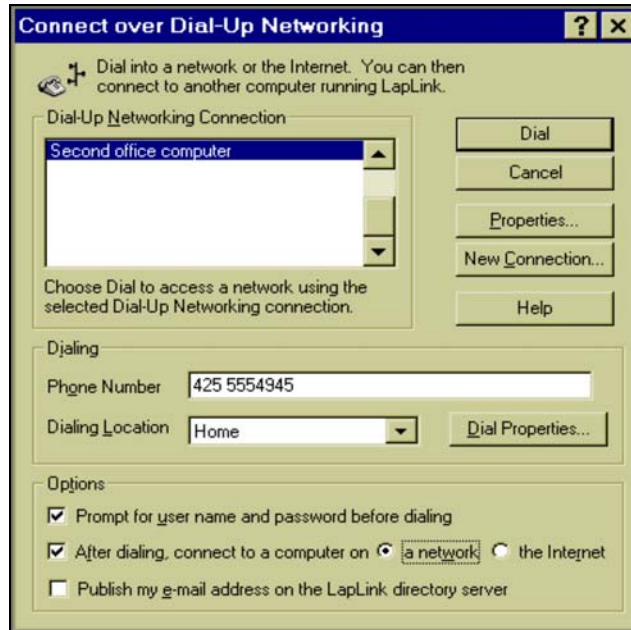 Connect over Dial-Up Networking
Dial into a network or the Internet. You can then
connect to another computer running LapLink.
Dial-Up Networking Connection
Second office computer
Choose Dial to access a network using the
selected Dial-Up Networking connection.
Dial
Cancel
Properties...
New Connection...
Help
Dialing
Phone Number 425 5554945
Dialing Location Home Dial Properties...
Options
Prompt for user name and password before dialing
After dialing, connect to a computer on a network the Internet
Publish my e-mail address on the LapLink directory server